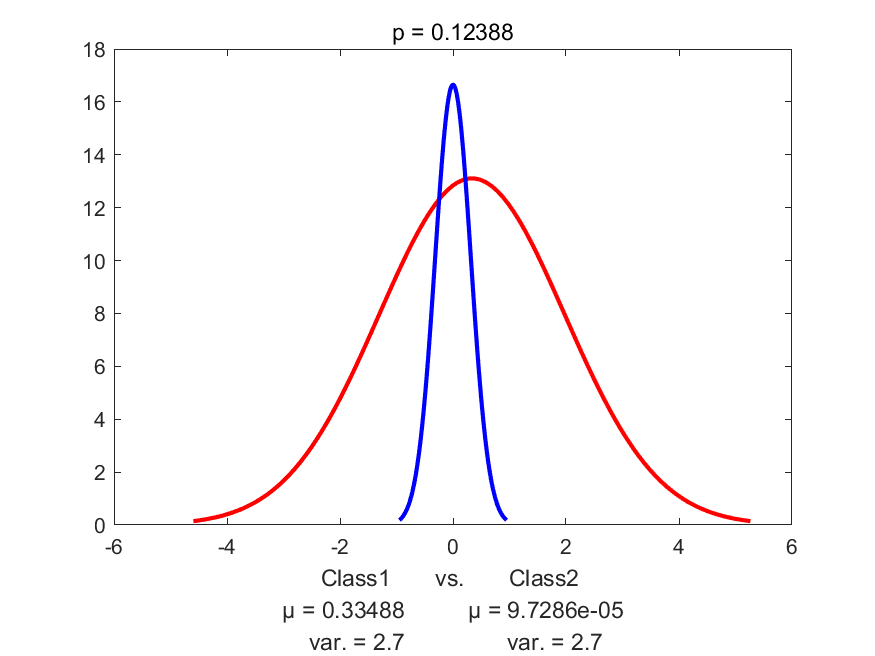 p = 0.12388
18
16
14
12
10
8
6
4
2
0
-6 -4 -2 0 2 4 6
Class1 vs. Class2
μ = 0.33488 μ = 9.7286e-05
var. = 2.7 var. = 2.7